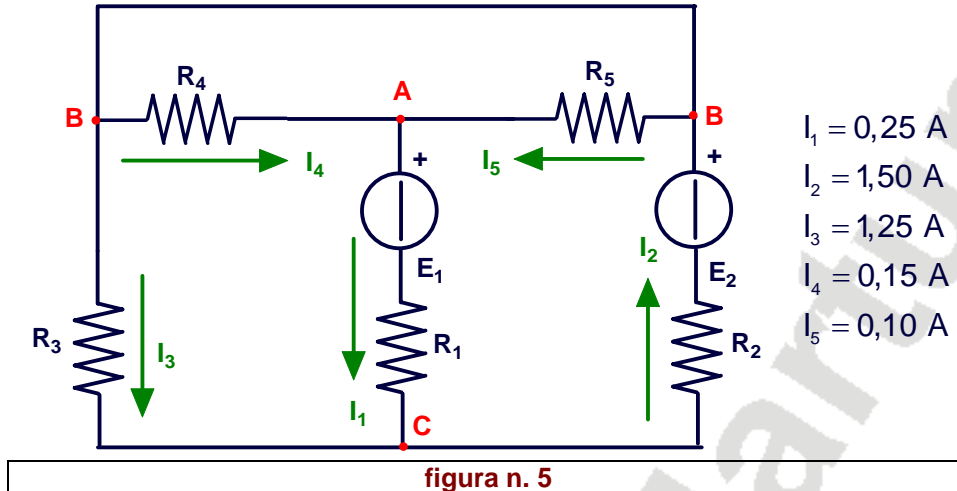 R₄
R₅
A
B
B
I₄
+
I₅
+
I₁ = 0,25 A
I₂ = 1,50 A
I₃ = 1,25 A
I₄ = 0,15 A
I₅ = 0,10 A
E₁
I₂
E₂
R₃
I₃
R₁
R₂
I₁
C
figura n. 5